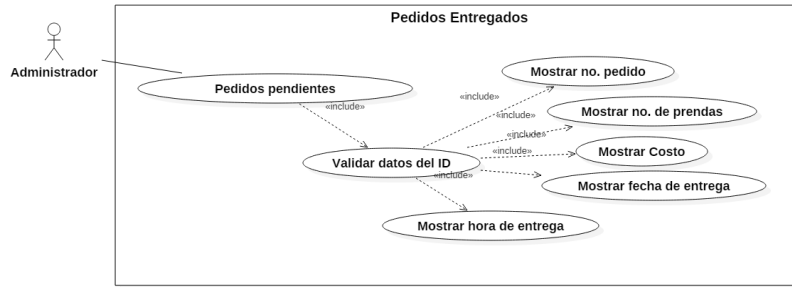 Pedidos Entregados
Administrador
Pedidos pendientes
«include»
Mostrar no. pedido
«include»
Mostrar no. de prendas
«include»
«include»
Mostrar Costo
«include»
Validar datos del ID
Mostrar fecha de entrega
«include»
Mostrar hora de entrega